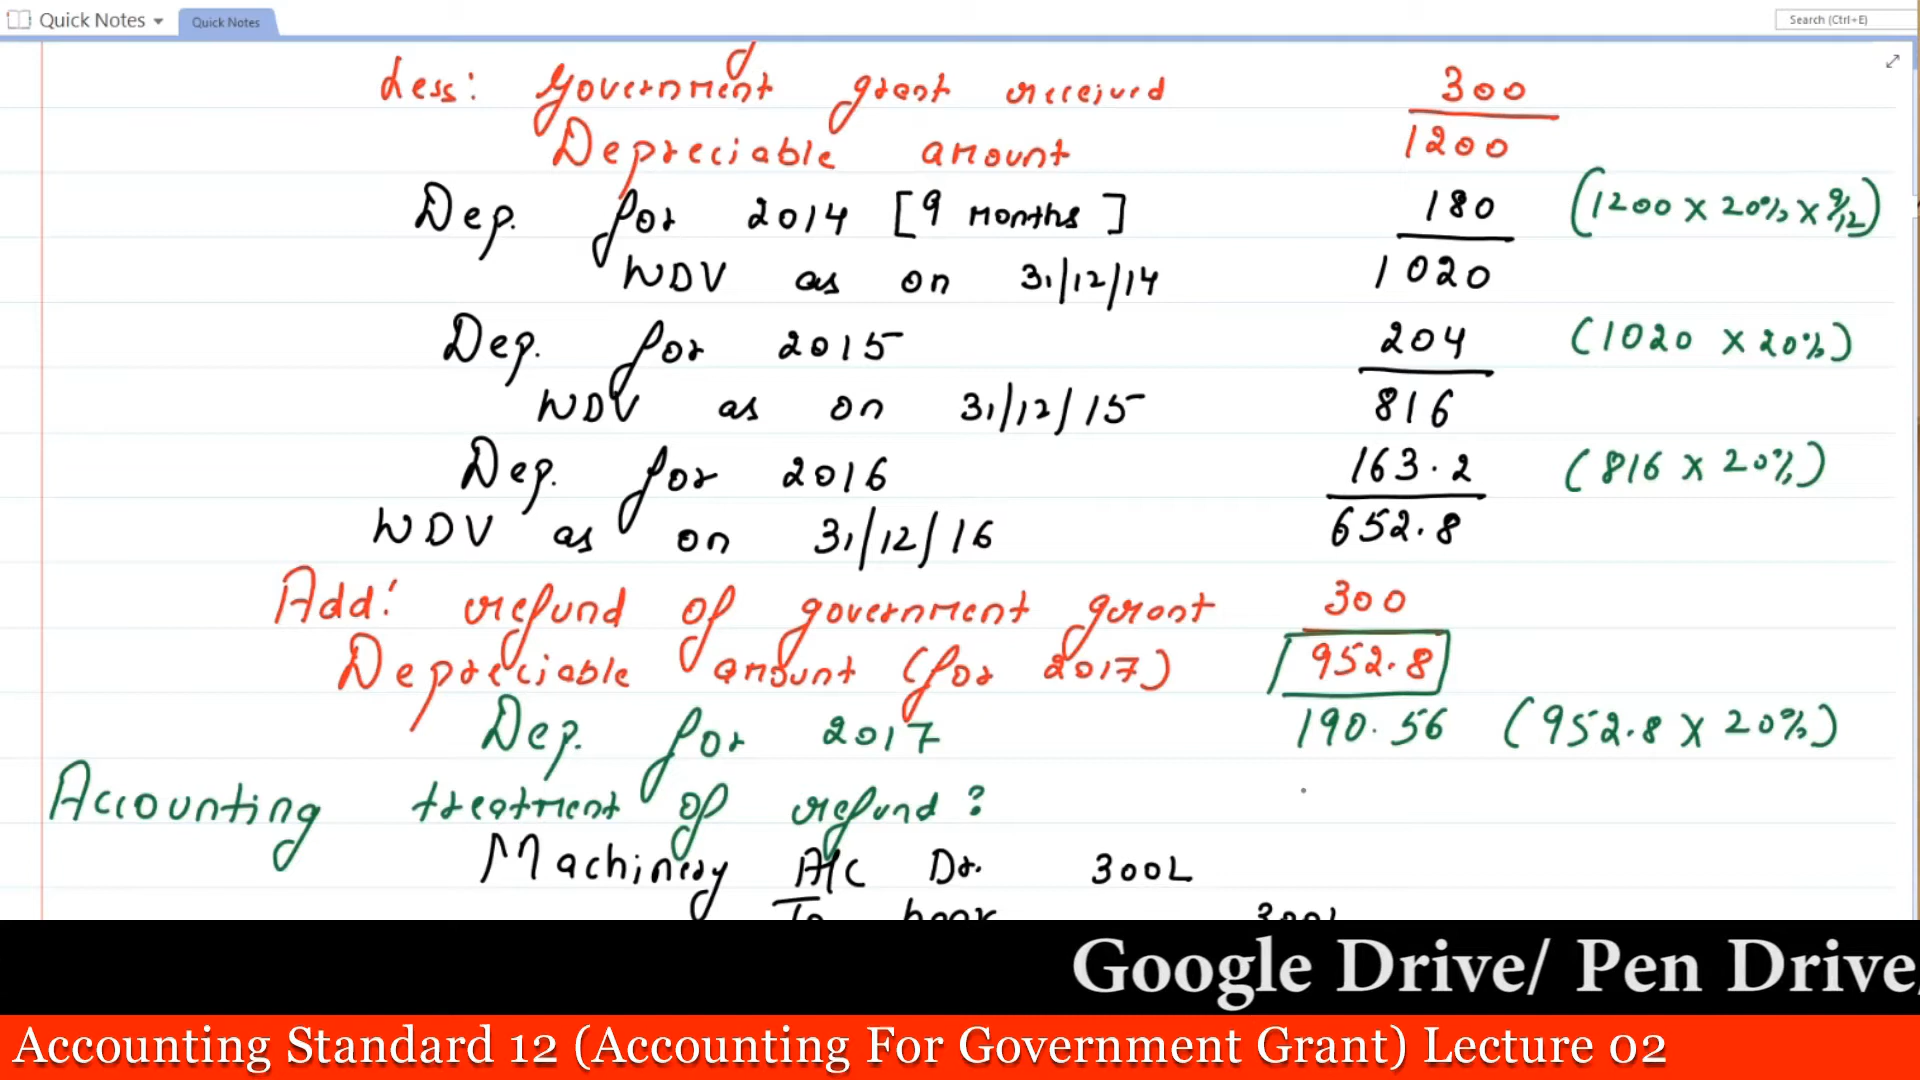 Quick Notes
Quick Notes
Search (Ctrl+E)
Less: Government grant received 300
Depreciable amount 1200
Dep. for 2014 [9 months] 180 (1200 x 20% x 9/12)
WDV as on 31/12/14 1020
Dep. for 2015 204 (1020 x 20%)
WDV as on 31/12/15 816
Dep. for 2016 163.2 (816 x 20%)
WDV as on 31/12/16 652.8
Add: refund of government grant 300
Depreciable amount (for 2017) 952.8
Dep. for 2017 190.56 (952.8 x 20%)
Accounting treatment of refund?
Machinery A/C Dr. 300L
Google Drive/ Pen Drive
Accounting Standard 12 (Accounting For Government Grant) Lecture 02